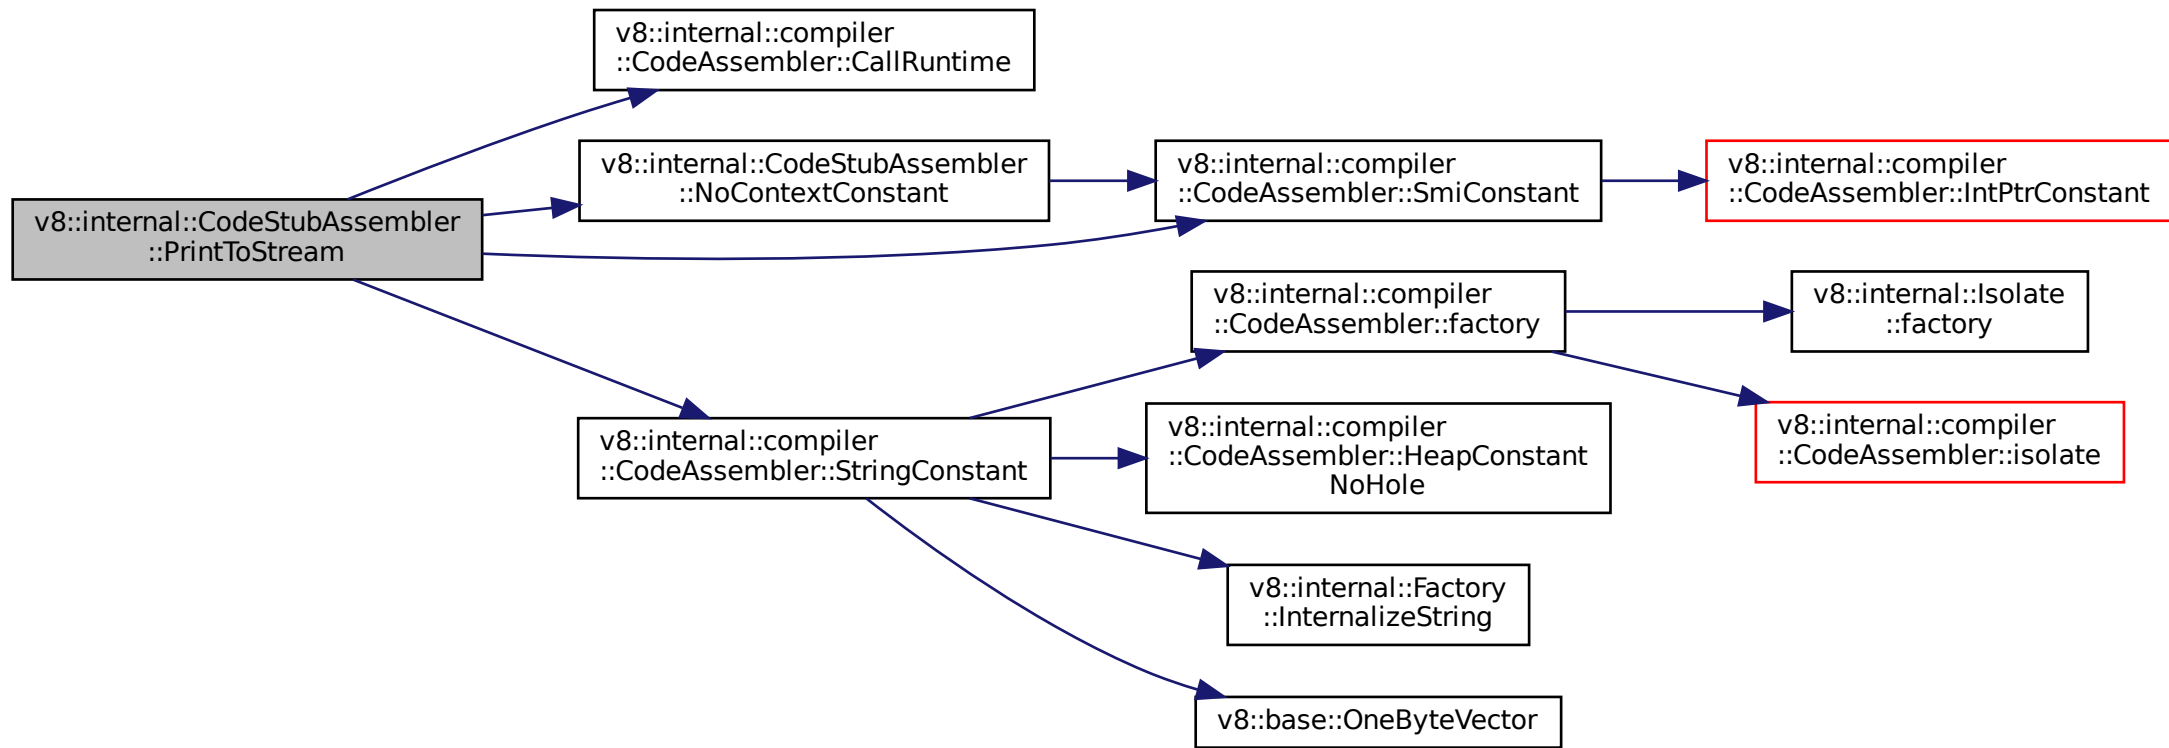 v8::internal::compiler
::CodeAssembler::CallRuntime
v8::internal::CodeStubAssembler
::NoContextConstant
v8::internal::compiler
::CodeAssembler::SmiConstant
v8::internal::compiler
::CodeAssembler::IntPtrConstant
v8::internal::CodeStubAssembler
::PrintToStream
v8::internal::compiler
::CodeAssembler::factory
v8::internal::Isolate
::factory
v8::internal::compiler
::CodeAssembler::StringConstant
v8::internal::compiler
::CodeAssembler::HeapConstant
NoHole
v8::internal::compiler
::CodeAssembler::isolate
v8::internal::Factory
::InternalizeString
v8::base::OneByteVector